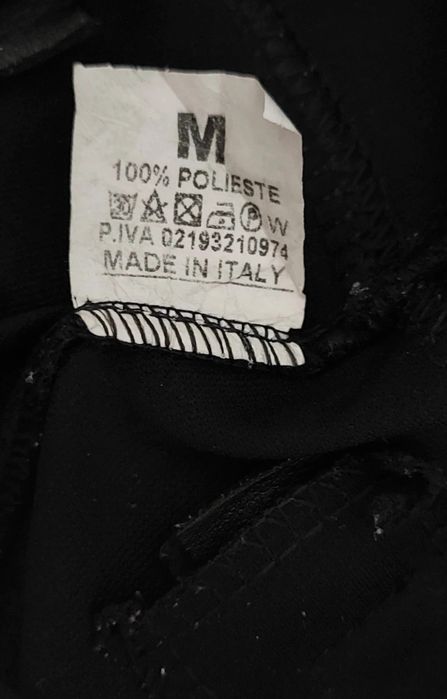 M
100% POLIESTE
P W
P.IVA 02193210974
MADE IN ITALY